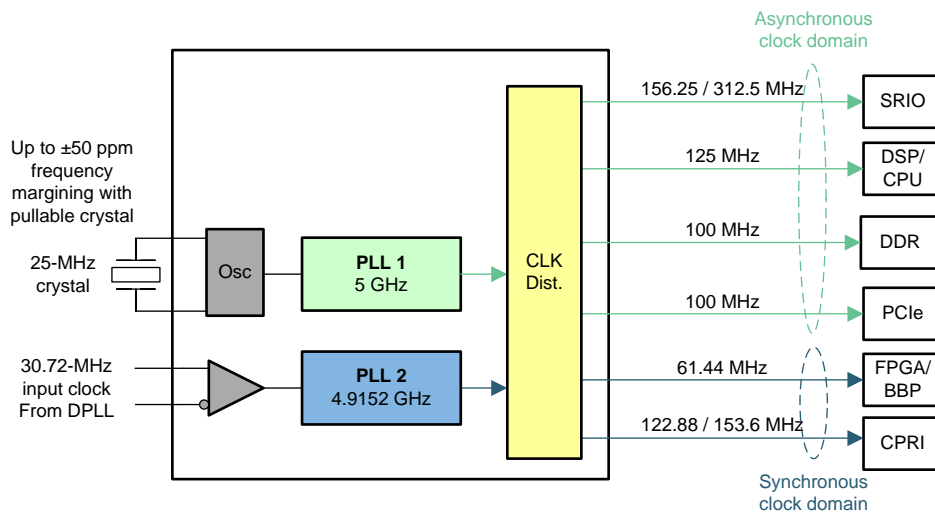 Asynchronous
clock domain
156.25 / 312.5 MHz
SRIO
Up to ±50 ppm
frequency
margining with
pullable crystal
125 MHz
DSP/
CPU
25-MHz
crystal
Osc
PLL 1
5 GHz
CLK
Dist.
100 MHz
DDR
100 MHz
PCIe
30.72-MHz
input clock
From DPLL
PLL 2
4.9152 GHz
61.44 MHz
FPGA/
BBP
122.88 / 153.6 MHz
CPRI
Synchronous
clock domain